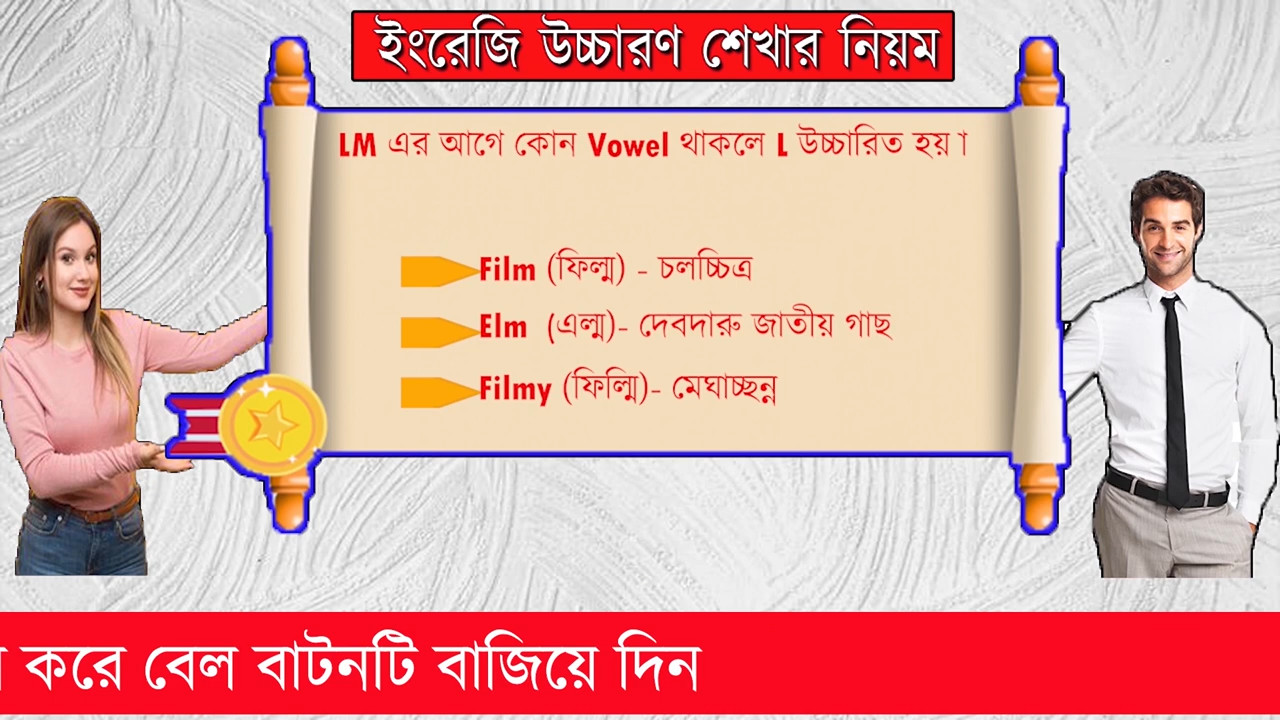 ইংরেজি উচ্চারণ শেখার নিয়ম
LM এর আগে কোন Vowel থাকলে L উচ্চারিত হয়।
Film (ফিল্ম) - চলচ্চিত্র
Elm (এল্ম)- দেবদারু জাতীয় গাছ
Filmy (ফিল্মি)- মেঘাচ্ছন্ন
করে বেল বাটনটি বাজিয়ে দিন